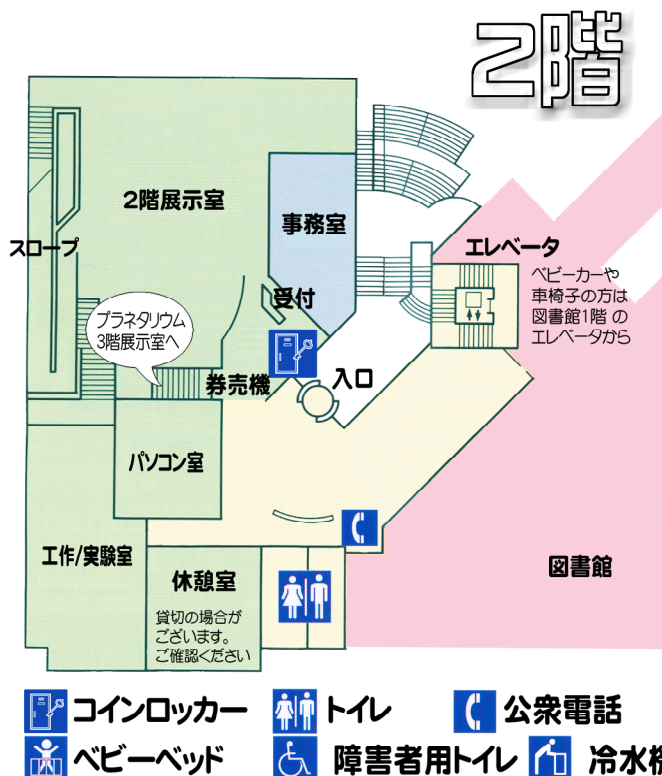 2階
2階展示室
事務室
スロープ
エレベータ
ベビーカーや
車椅子の方は
図書館1階 の
エレベータから
受付
プラネタリウム
3階展示室へ
券売機
入口
パソコン室
工作/実験室
休憩室
貸切の場合が
ございます。
ご確認ください
図書館
コインロッカー
トイレ
公衆電話
ベビーベッド
障害者用トイレ
冷水機